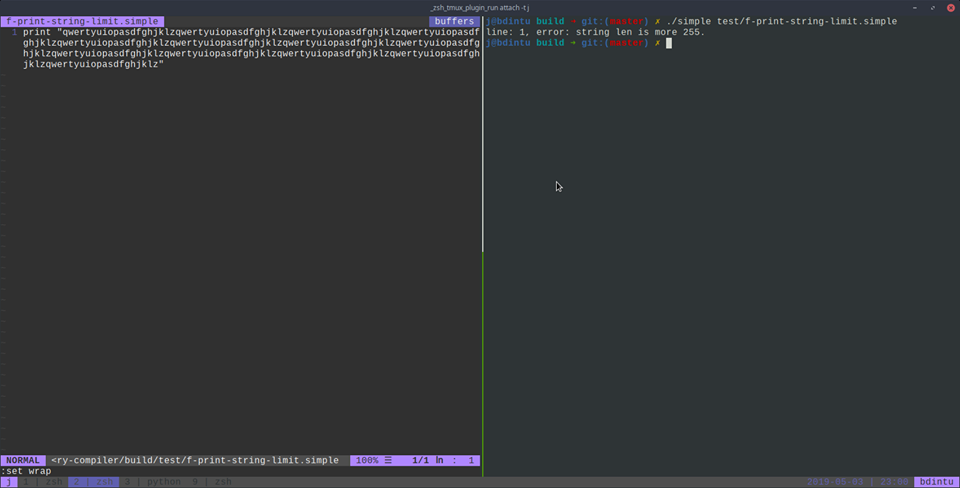 _zsh_tmux_plugin_run attach -t j
f-print-string-limit.simple buffers
1 print "qwertyuiopasdfghjklzqwertyuiopasdfghjklzqwertyuiopasdfghjklzqwertyuiopasdf
ghjklzqwertyuiopasdfghjklzqwertyuiopasdfghjklzqwertyuiopasdfghjklzqwertyuiopasdfg
hjklzqwertyuiopasdfghjklzqwertyuiopasdfghjklzqwertyuiopasdfghjklzqwertyuiopasdfgh
jklzqwertyuiopasdfghjklz"
NORMAL <ry-compiler/build/test/f-print-string-limit.simple 100% ☰ 1/1 ln : 1
:set wrap
j@bdintu build ➜ git:(master) ✗ ./simple test/f-print-string-limit.simple
line: 1, error: string len is more 255.
j@bdintu build ➜ git:(master) ✗
j 1 | zsh 2 | zsh 3 | python 9 | zsh 2019-05-03 | 23:00 bdintu